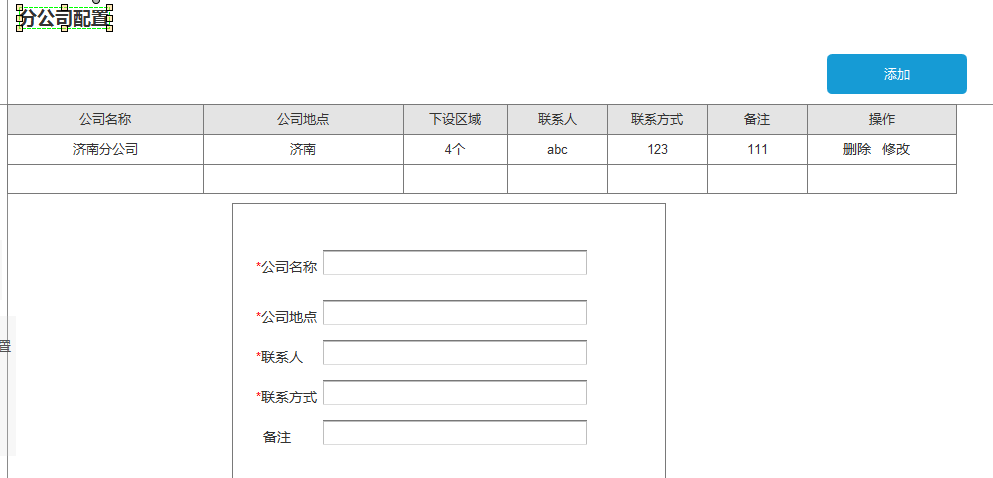 分公司配置
添加
公司名称 公司地点 下设区域 联系人 联系方式 备注 操作
济南分公司 济南 4个 abc 123 111 删除 修改
*公司名称
*公司地点
置
*联系人
*联系方式
备注